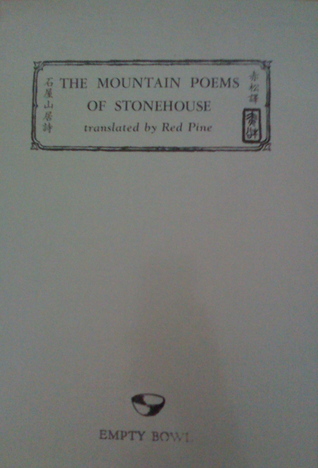 石屋山居詩
THE MOUNTAIN POEMS
OF STONEHOUSE
translated by Red Pine
赤松譯
EMPTY BOWL